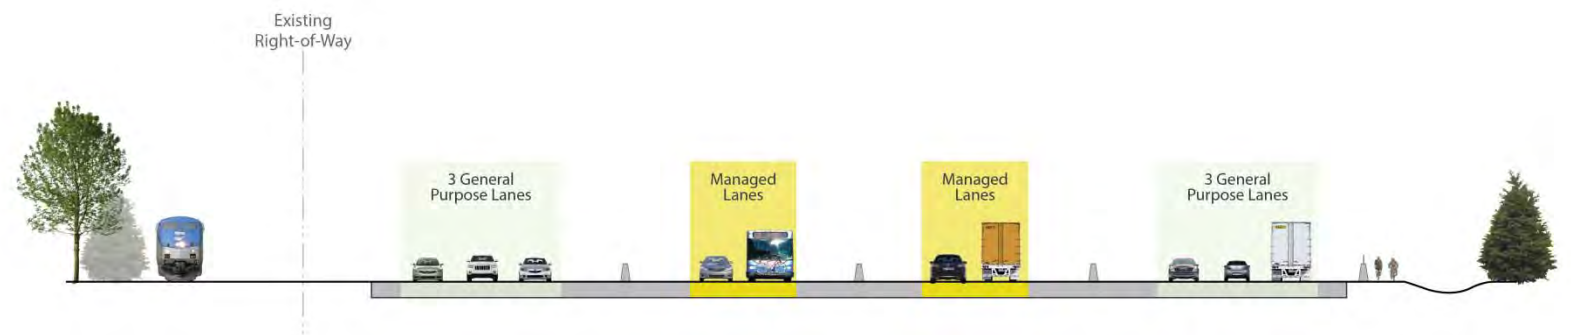 Existing
Right-of-Way
3 General
Purpose Lanes
Managed
Lanes
Managed
Lanes
3 General
Purpose Lanes